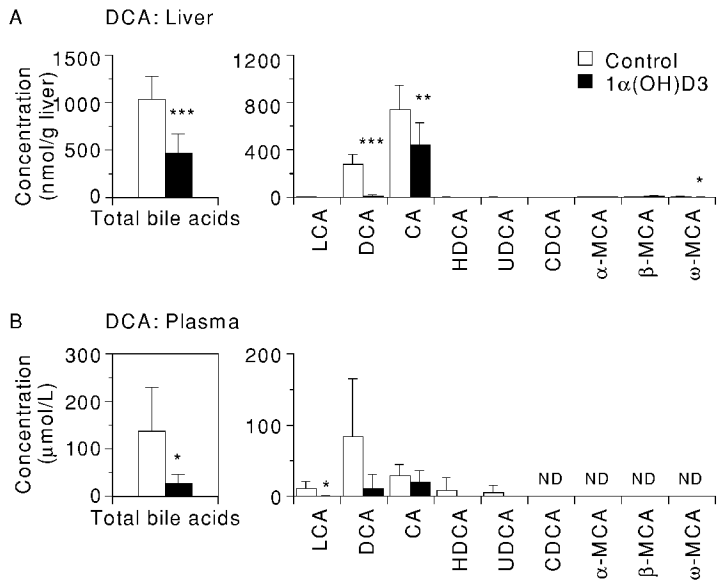 A DCA: Liver
Concentration
(nmol/g liver)
1500
1000
500
0
***
Total bile acids
1200
800
400
0
***
**
*
Control
1α(OH)D3
LCA
DCA
CA
HDCA
UDCA
CDCA
α-MCA
β-MCA
ω-MCA
B DCA: Plasma
Concentration
(μmol/L)
300
200
100
0
*
Total bile acids
200
100
0
*
ND ND ND ND
LCA
DCA
CA
HDCA
UDCA
CDCA
α-MCA
β-MCA
ω-MCA